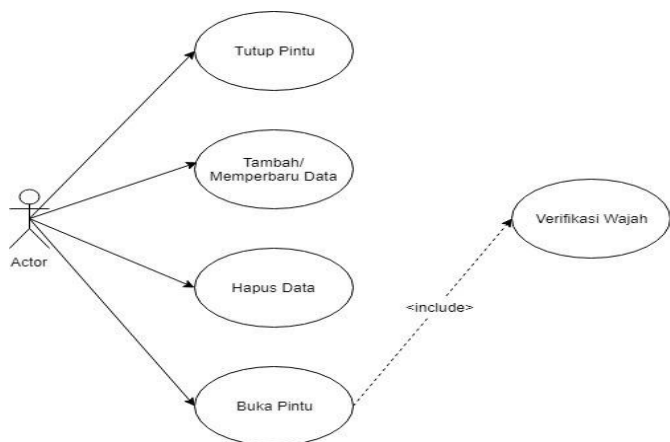 Tutup Pintu
Tambah/
Memperbaru Data
Verifikasi Wajah
Actor
Hapus Data
<include>
Buka Pintu